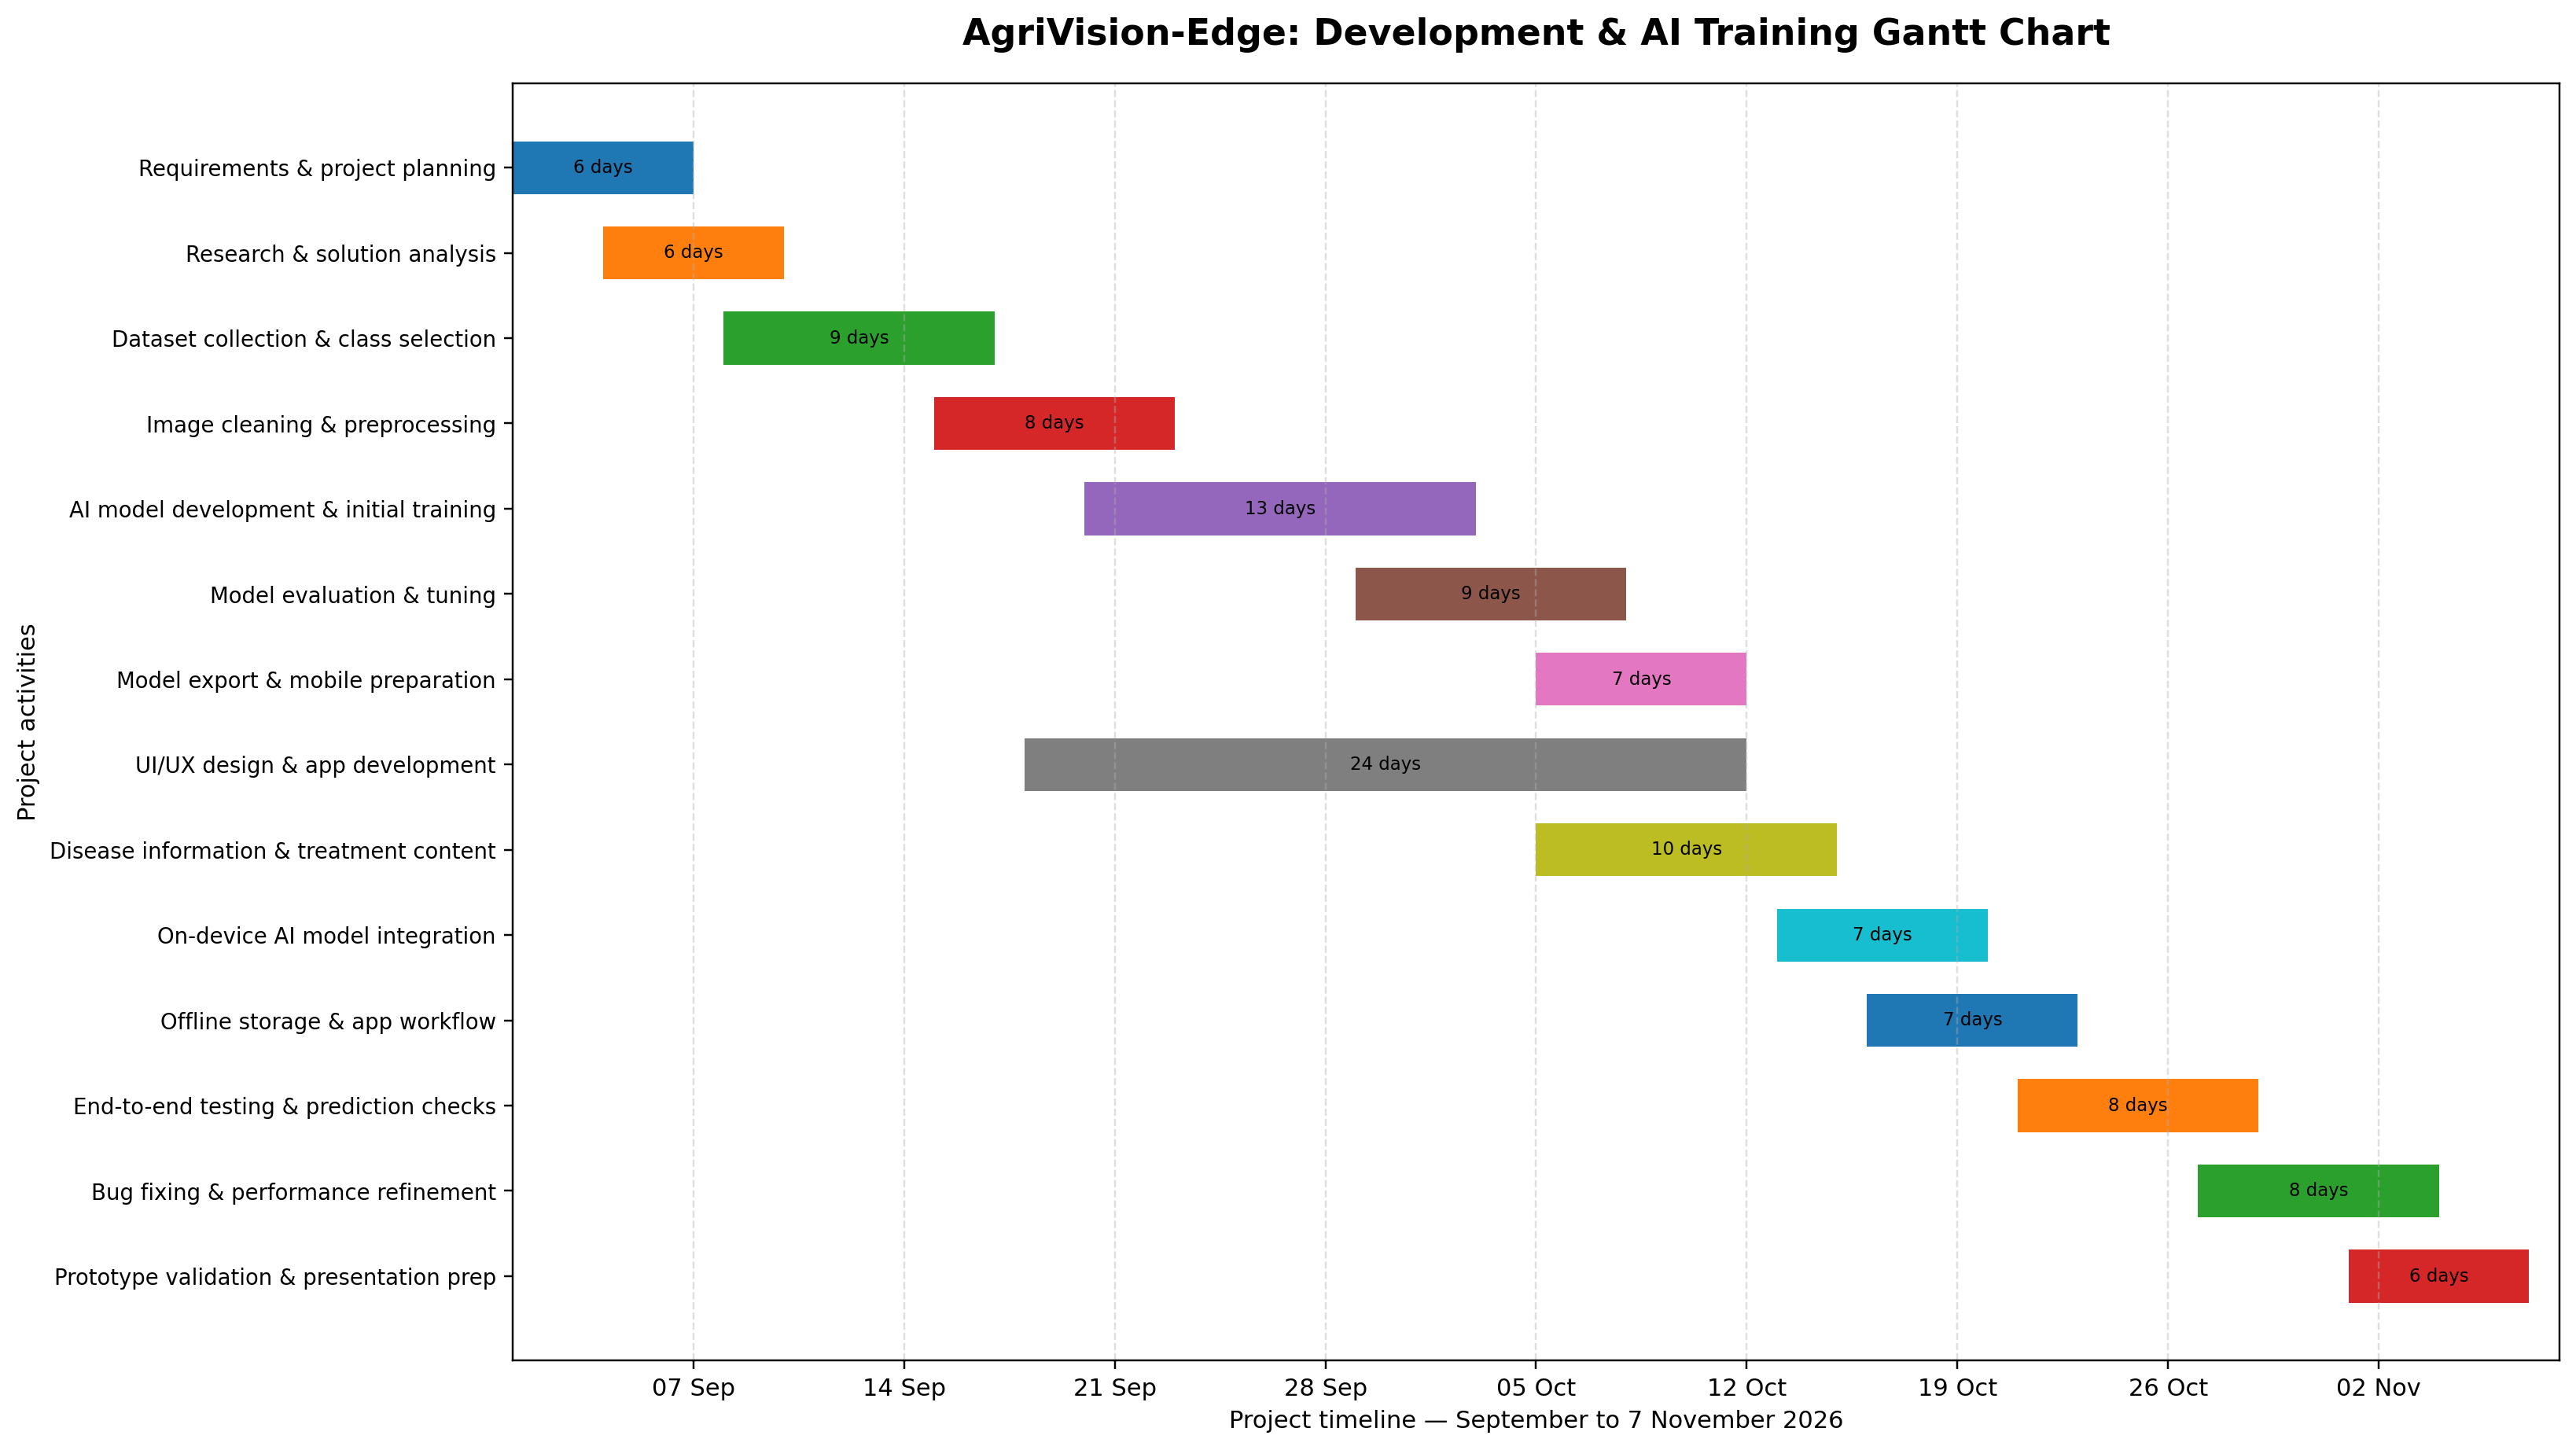 AgriVision-Edge: Development & AI Training Gantt Chart
Project activities
Requirements & project planning
6 days
Research & solution analysis
6 days
Dataset collection & class selection
9 days
Image cleaning & preprocessing
8 days
AI model development & initial training
13 days
Model evaluation & tuning
9 days
Model export & mobile preparation
7 days
UI/UX design & app development
24 days
Disease information & treatment content
10 days
On-device AI model integration
7 days
Offline storage & app workflow
7 days
End-to-end testing & prediction checks
8 days
Bug fixing & performance refinement
8 days
Prototype validation & presentation prep
6 days
07 Sep
14 Sep
21 Sep
28 Sep
05 Oct
12 Oct
19 Oct
26 Oct
02 Nov
Project timeline — September to 7 November 2026